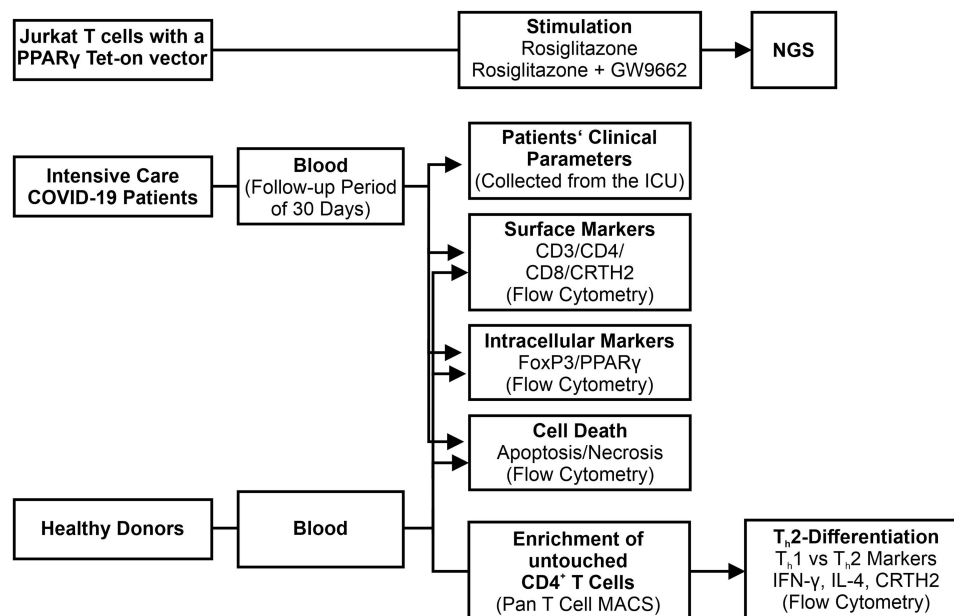 Jurkat T cells with a
PPARγ Tet-on vector
Stimulation
Rosiglitazone
Rosiglitazone + GW9662
NGS
Intensive Care
COVID-19 Patients
Blood
(Follow-up Period
of 30 Days)
Patients‘ Clinical
Parameters
(Collected from the ICU)
Surface Markers
CD3/CD4/
CD8/CRTH2
(Flow Cytometry)
Intracellular Markers
FoxP3/PPARγ
(Flow Cytometry)
Cell Death
Apoptosis/Necrosis
(Flow Cytometry)
Healthy Donors
Blood
Enrichment of
untouched
CD4⁺ T Cells
(Pan T Cell MACS)
Tₕ2-Differentiation
Tₕ1 vs Tₕ2 Markers
IFN-γ, IL-4, CRTH2
(Flow Cytometry)